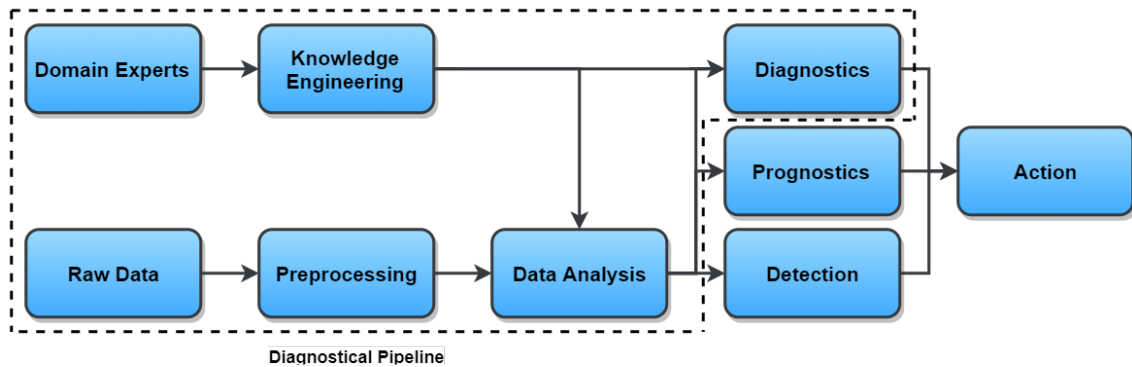 Domain Experts
Knowledge
Engineering
Diagnostics
Prognostics
Action
Raw Data
Preprocessing
Data Analysis
Detection
Diagnostical Pipeline